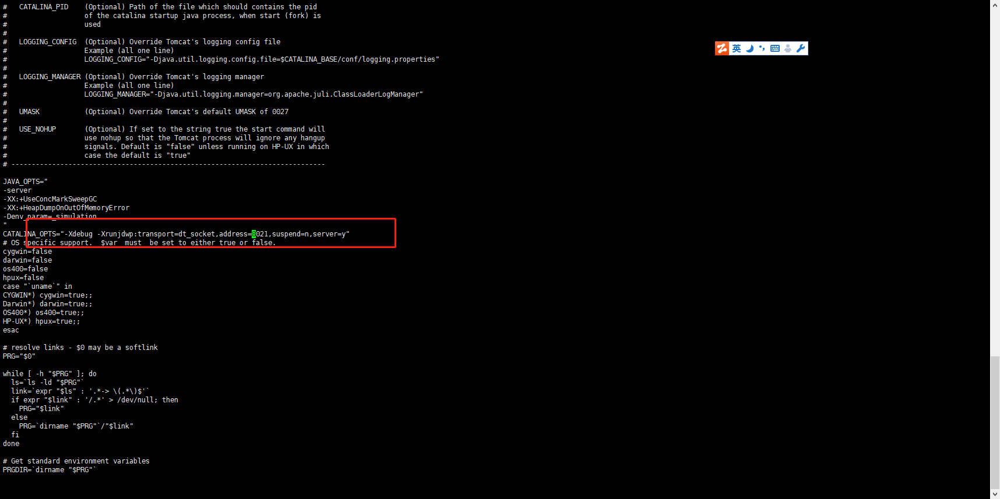 #   CATALINA_PID    (Optional) Path of the file which should contains the pid
#                   of the catalina startup java process, when start (fork) is
#                   used
#
#   LOGGING_CONFIG  (Optional) Override Tomcat's logging config file
#                   Example (all one line)
#                   LOGGING_CONFIG="-Djava.util.logging.config.file=$CATALINA_BASE/conf/logging.properties"
#
#   LOGGING_MANAGER (Optional) Override Tomcat's logging manager
#                   Example (all one line)
#                   LOGGING_MANAGER="-Djava.util.logging.manager=org.apache.juli.ClassLoaderLogManager"
#
#   UMASK           (Optional) Override Tomcat's default UMASK of 0027
#
#   USE_NOHUP       (Optional) If set to the string true the start command will
#                   use nohup so that the Tomcat process will ignore any hangup
#                   signals. Default is "false" unless running on HP-UX in which
#                   case the default is "true"
# -----------------------------------------------------------------------------
JAVA_OPTS="
-server
-XX:+UseConcMarkSweepGC
-XX:+HeapDumpOnOutOfMemoryError
-Denv_param=_simulation
"
CATALINA_OPTS="-Xdebug -Xrunjdwp:transport=dt_socket,address=8021,suspend=n,server=y"
# OS specific support.  $var  must  be set to either true or false.
cygwin=false
darwin=false
os400=false
hpux=false
case "`uname`" in
CYGWIN*) cygwin=true;;
Darwin*) darwin=true;;
OS400*) os400=true;;
HP-UX*) hpux=true;;
esac
# resolve links - $0 may be a softlink
PRG="$0"
while [ -h "$PRG" ]; do
  ls=`ls -ld "$PRG"`
  link=`expr "$ls" : '.*-> \(.*\)$'`
  if expr "$link" : '/.*' > /dev/null; then
    PRG="$link"
  else
    PRG=`dirname "$PRG"`/"$link"
  fi
done
# Get standard environment variables
PRGDIR=`dirname "$PRG"`
英